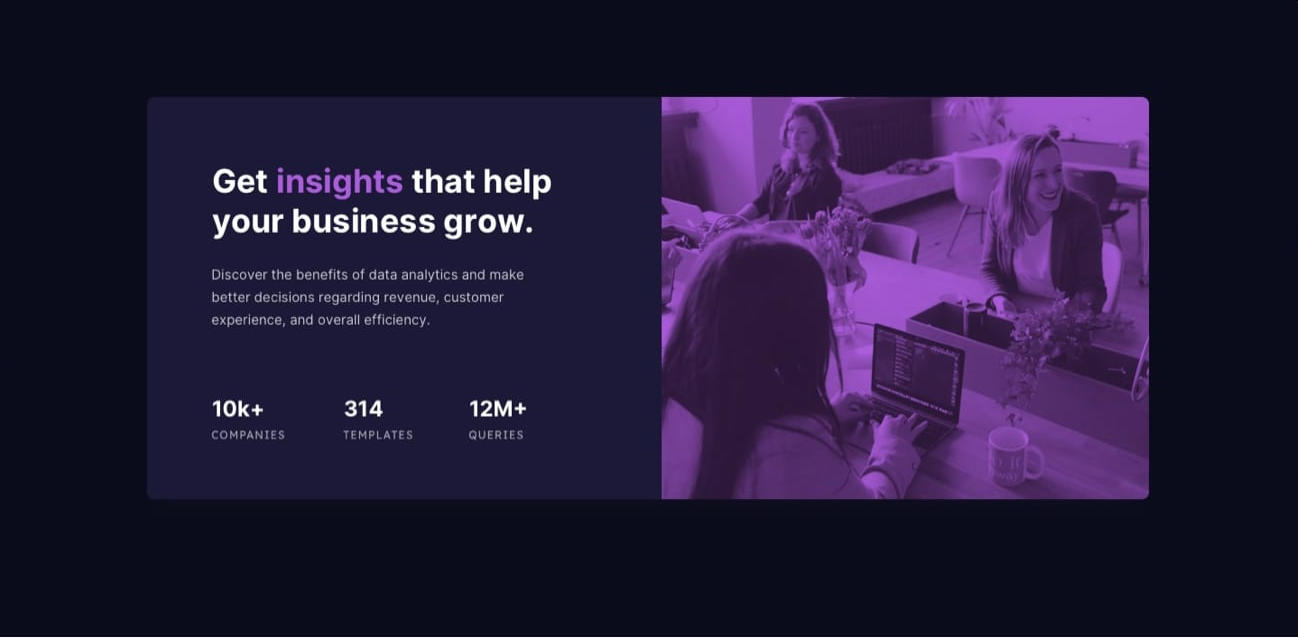 Get insights that help
your business grow.
Discover the benefits of data analytics and make
better decisions regarding revenue, customer
experience, and overall efficiency.
10k+ 314 12M+
COMPANIES TEMPLATES QUERIES